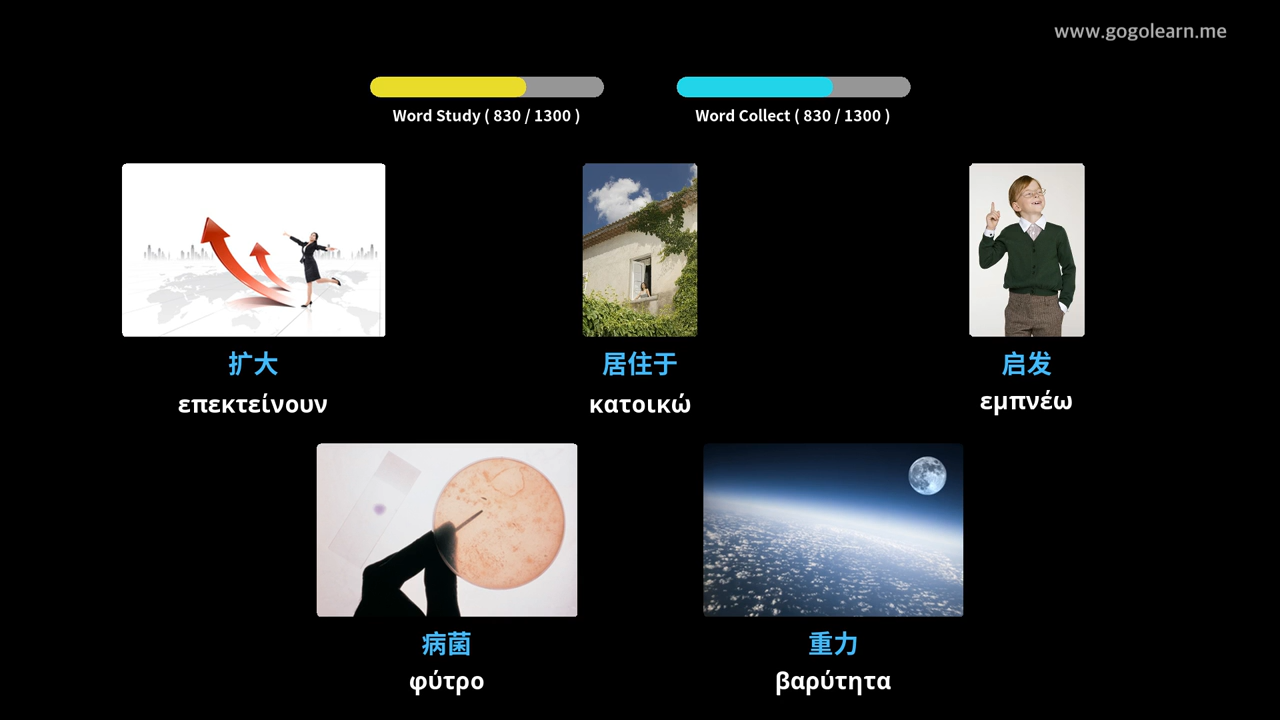 www.gogolearn.me
Word Study ( 830 / 1300 )
Word Collect ( 830 / 1300 )
扩大
επεκτείνουν
居住于
κατοικώ
启发
εμπνέω
病菌
φύτρο
重力
βαρύτητα